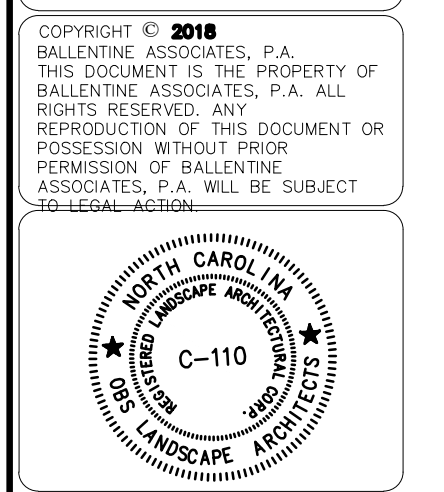 COPYRIGHT © 2018
BALLENTINE ASSOCIATES, P.A.
THIS DOCUMENT IS THE PROPERTY OF
BALLENTINE ASSOCIATES, P.A. ALL
RIGHTS RESERVED. ANY
REPRODUCTION OF THIS DOCUMENT OR
POSSESSION WITHOUT PRIOR
PERMISSION OF BALLENTINE
ASSOCIATES, P.A. WILL BE SUBJECT
TO LEGAL ACTION.
NORTH CAROLINA
REGISTERED LANDSCAPE ARCHITECTURAL CORP.
C-110
OBS LANDSCAPE ARCHITECTS